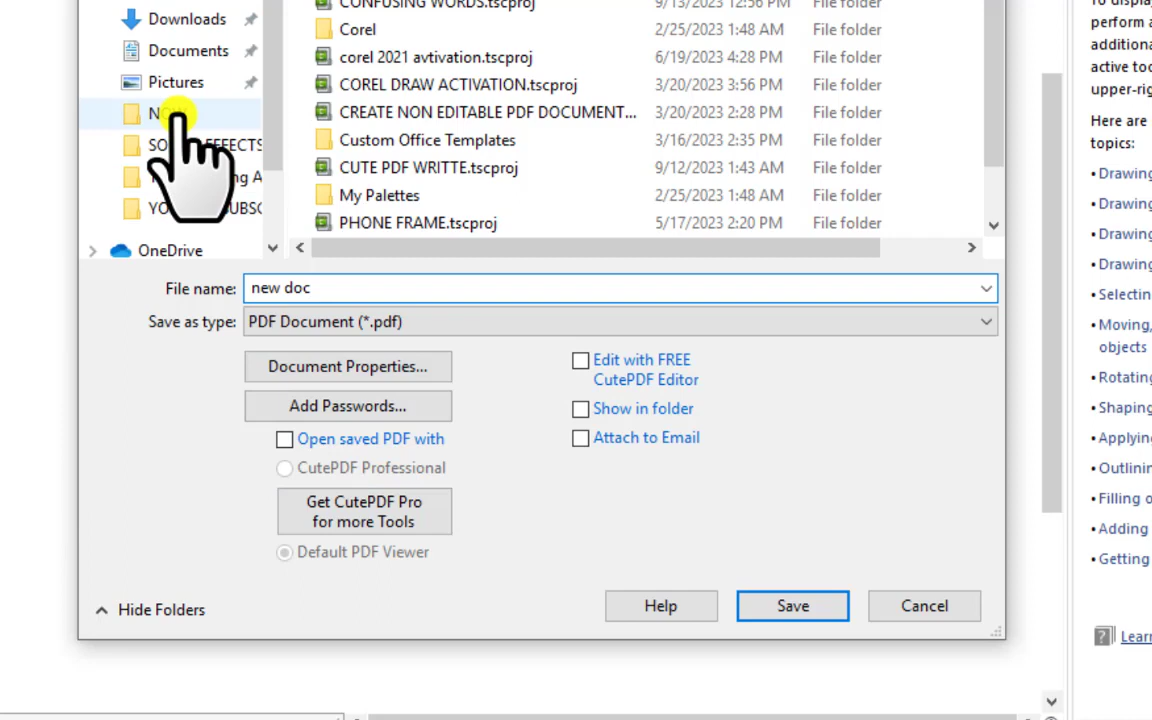 CONFUSING WORDS.tscproj 9/13/2023 12:56 PM File folder
Downloads
Corel 2/25/2023 1:48 AM File folder
Documents
corel 2021 avtivation.tscproj 6/19/2023 4:28 PM File folder
Pictures
COREL DRAW ACTIVATION.tscproj 3/20/2023 3:56 PM File folder
CREATE NON EDITABLE PDF DOCUMENT... 3/20/2023 2:28 PM File folder
Custom Office Templates 3/16/2023 2:35 PM File folder
CUTE PDF WRITTE.tscproj 9/12/2023 1:43 AM File folder
My Palettes 2/25/2023 1:48 AM File folder
PHONE FRAME.tscproj 5/17/2023 2:20 PM File folder
OneDrive
File name: new doc
Save as type: PDF Document (*.pdf)
Document Properties...
Add Passwords...
Open saved PDF with
CutePDF Professional
Get CutePDF Pro
for more Tools
Default PDF Viewer
Edit with FREE
CutePDF Editor
Show in folder
Attach to Email
Hide Folders
Help
Save
Cancel
perform a
additiona
active too
upper-rig
Here are
topics:
• Drawing
• Drawing
• Drawing
• Drawing
• Selectin
• Moving,
objects
• Rotating
• Shaping
• Applyin
• Outlinin
• Filling o
• Adding
• Getting
Learn